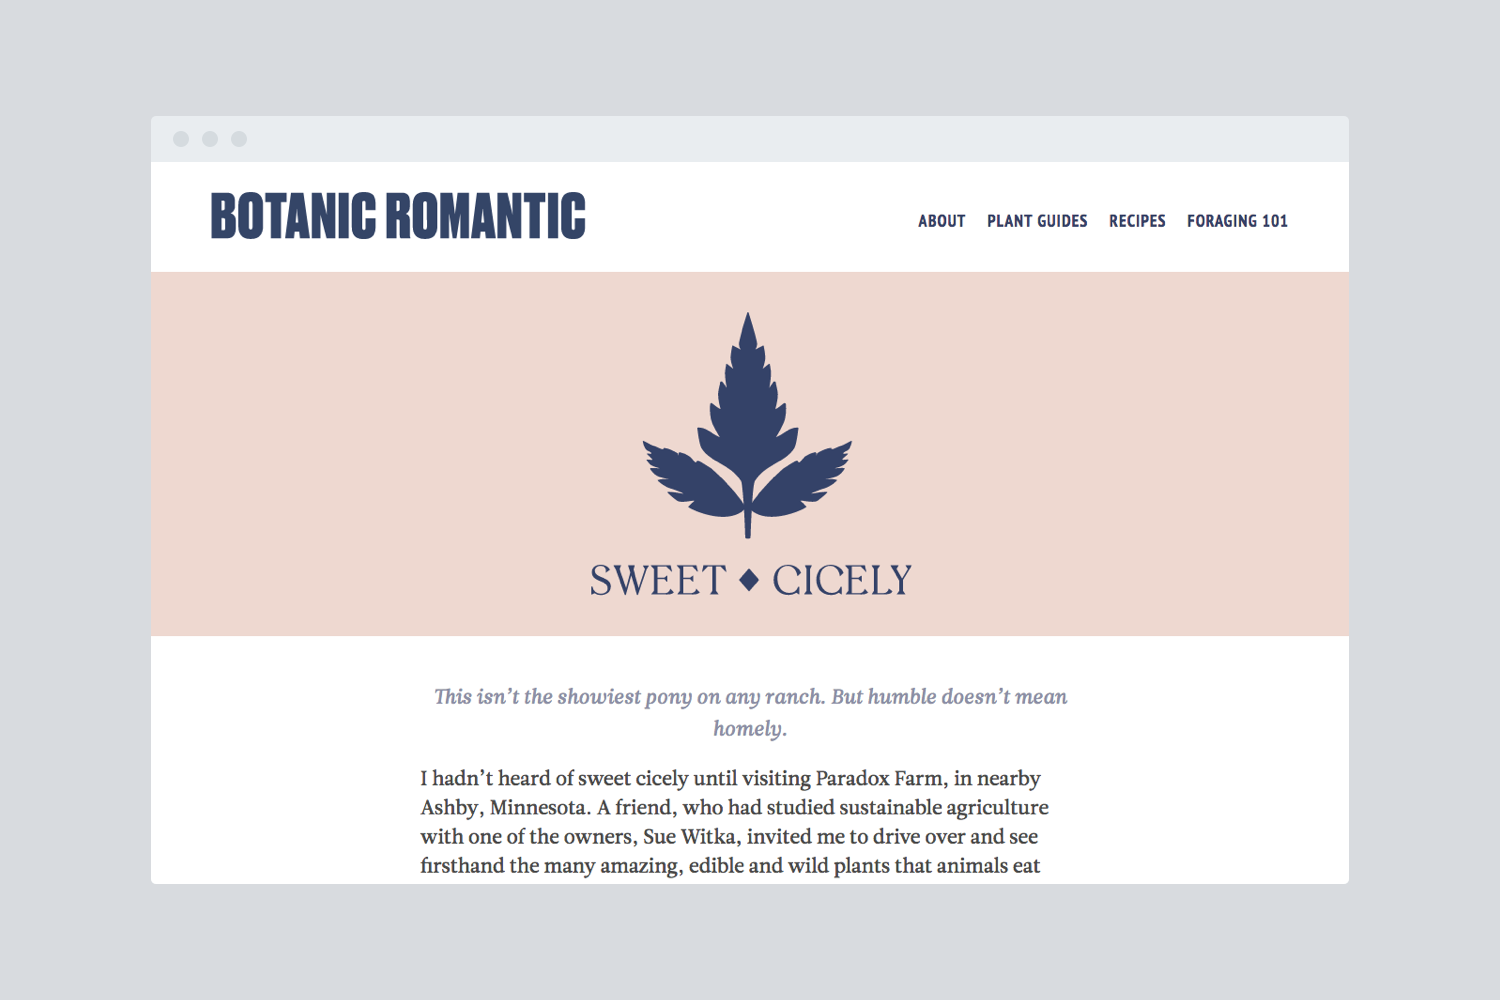 BOTANIC ROMANTIC
ABOUT PLANT GUIDES RECIPES FORAGING 101
SWEET ♦ CICELY
This isn’t the showiest pony on any ranch. But humble doesn’t mean
homely.
I hadn’t heard of sweet cicely until visiting Paradox Farm, in nearby
Ashby, Minnesota. A friend, who had studied sustainable agriculture
with one of the owners, Sue Witka, invited me to drive over and see
firsthand the many amazing, edible and wild plants that animals eat